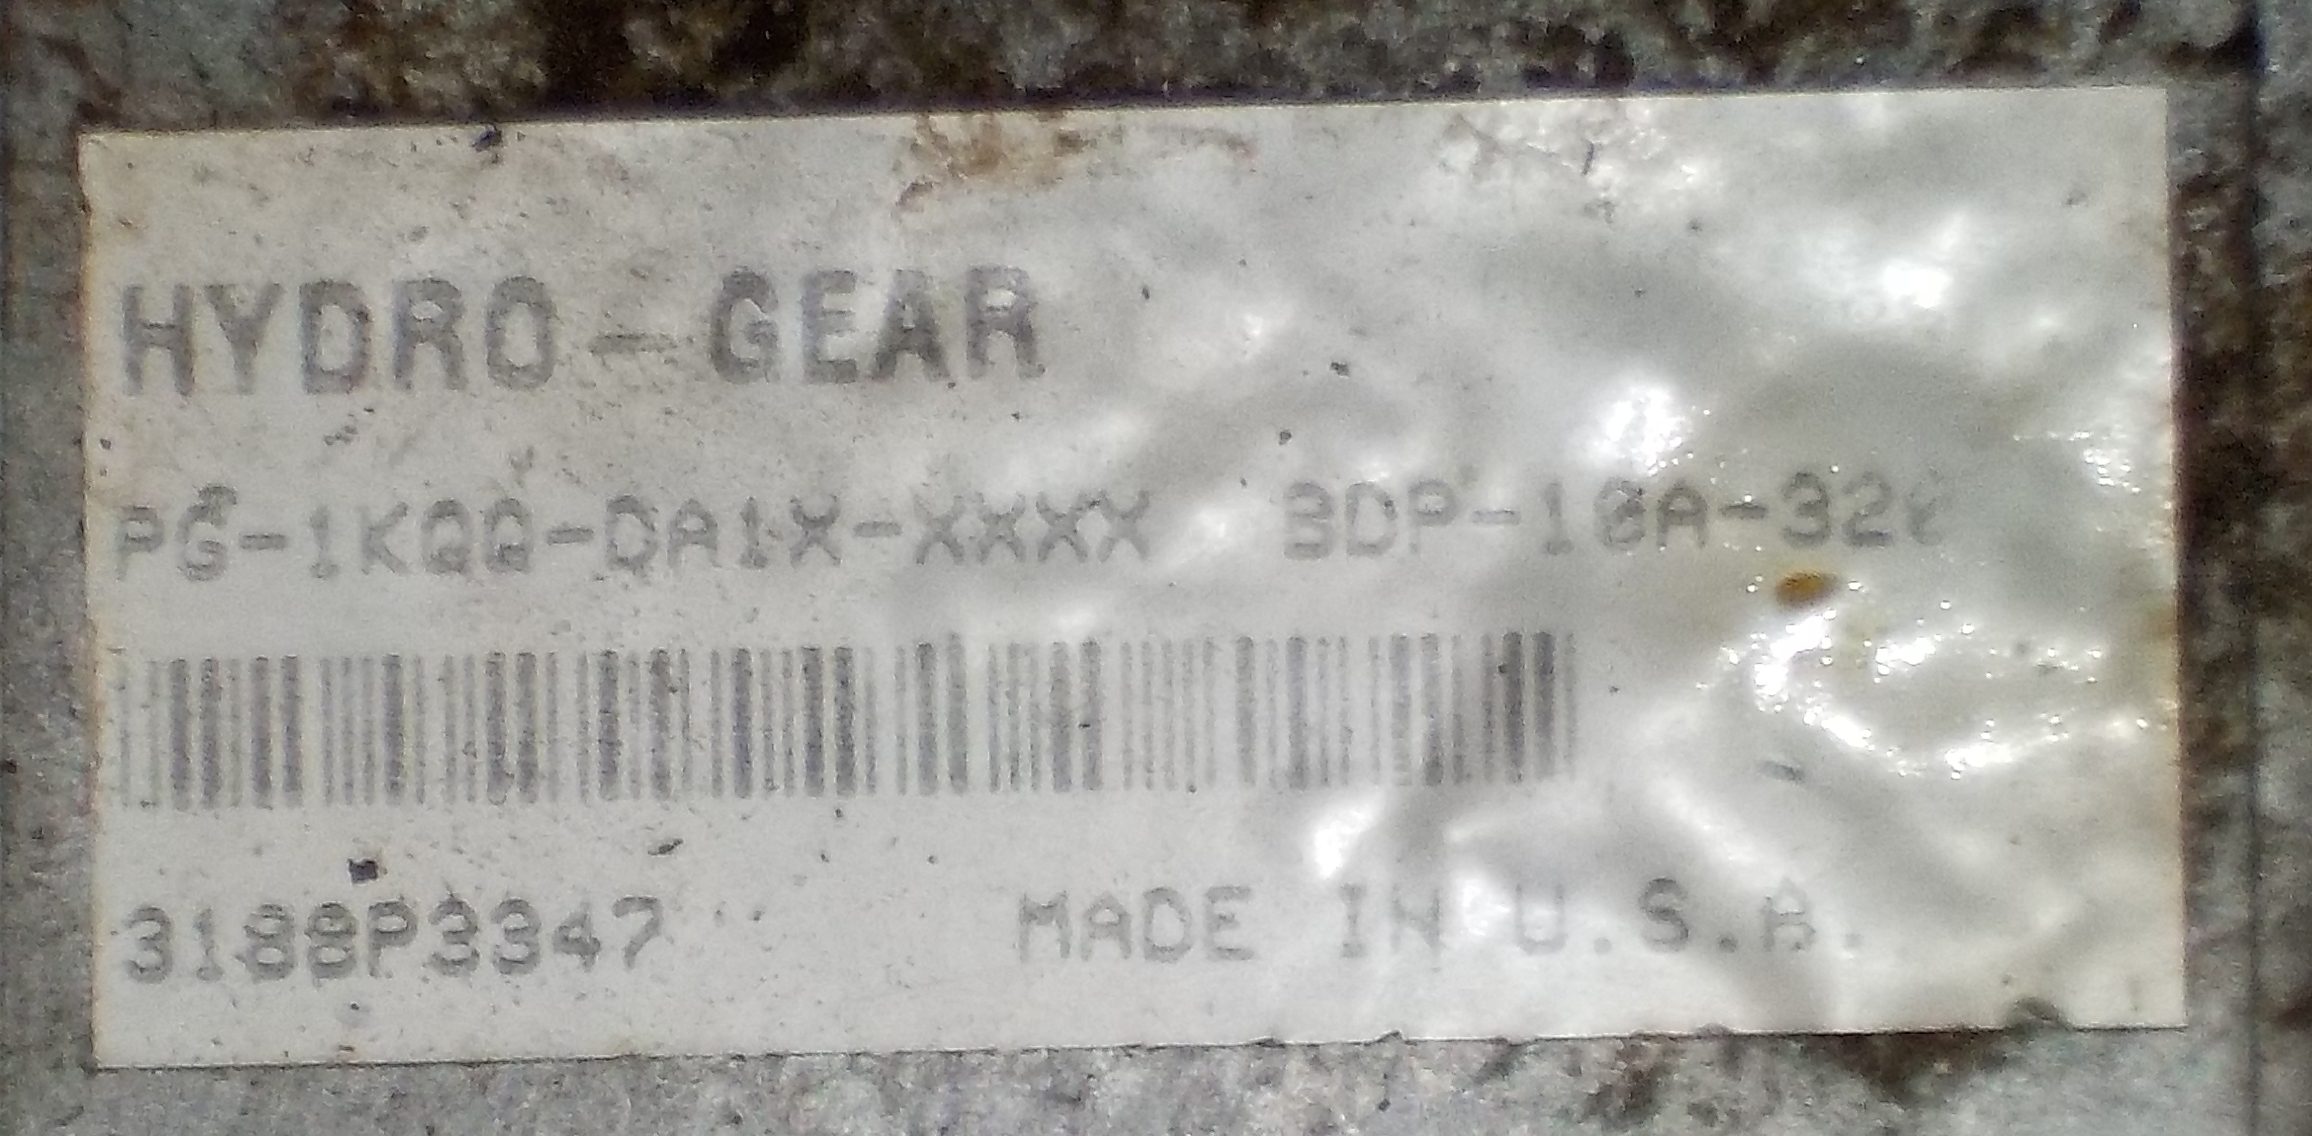 HYDRO-GEAR
PG-1KQQ-DA1X-XXXX
3188P3347 MADE IN U.S.A.